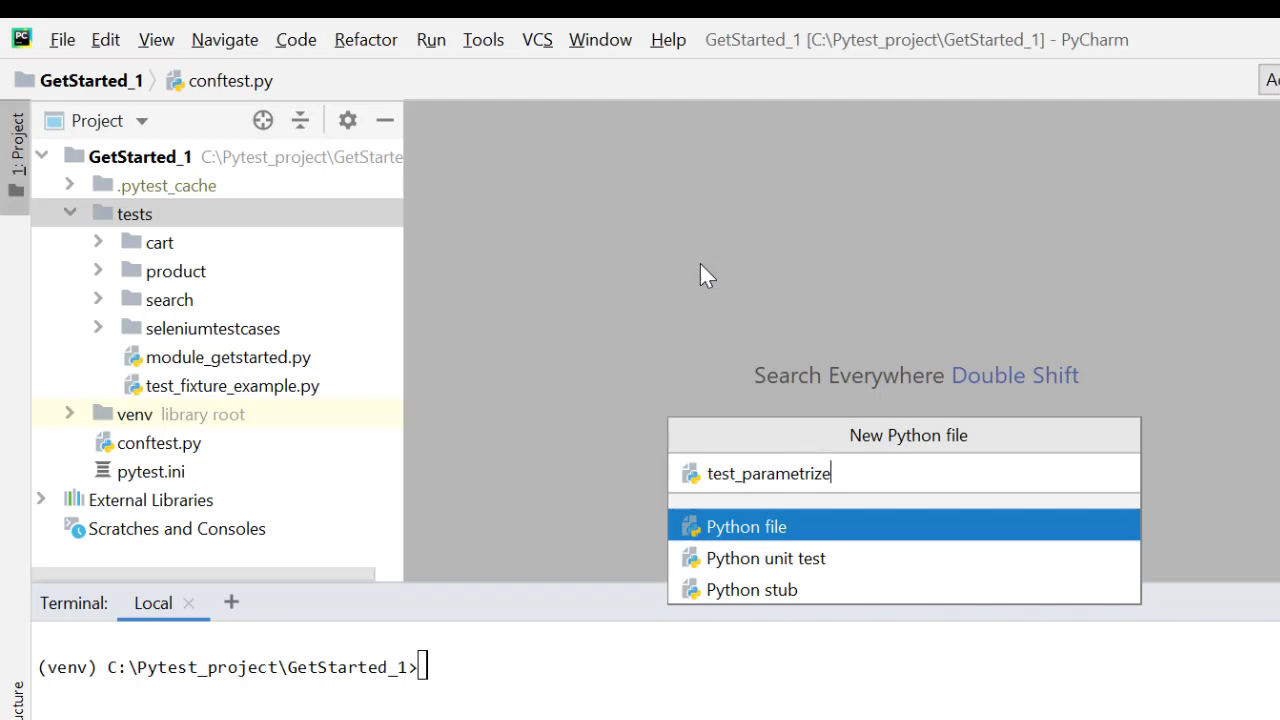 PC File Edit View Navigate Code Refactor Run Tools VCS Window Help GetStarted_1 [C:\Pytest_project\GetStarted_1] - PyCharm
GetStarted_1 conftest.py
1: Project
Project
GetStarted_1 C:\Pytest_project\GetStarte
.pytest_cache
tests
cart
product
search
seleniumtestcases
module_getstarted.py
test_fixture_example.py
venv library root
conftest.py
pytest.ini
External Libraries
Scratches and Consoles
Search Everywhere Double Shift
New Python file
test_parametrize
Python file
Python unit test
Python stub
Terminal: Local +
(venv) C:\Pytest_project\GetStarted_1>